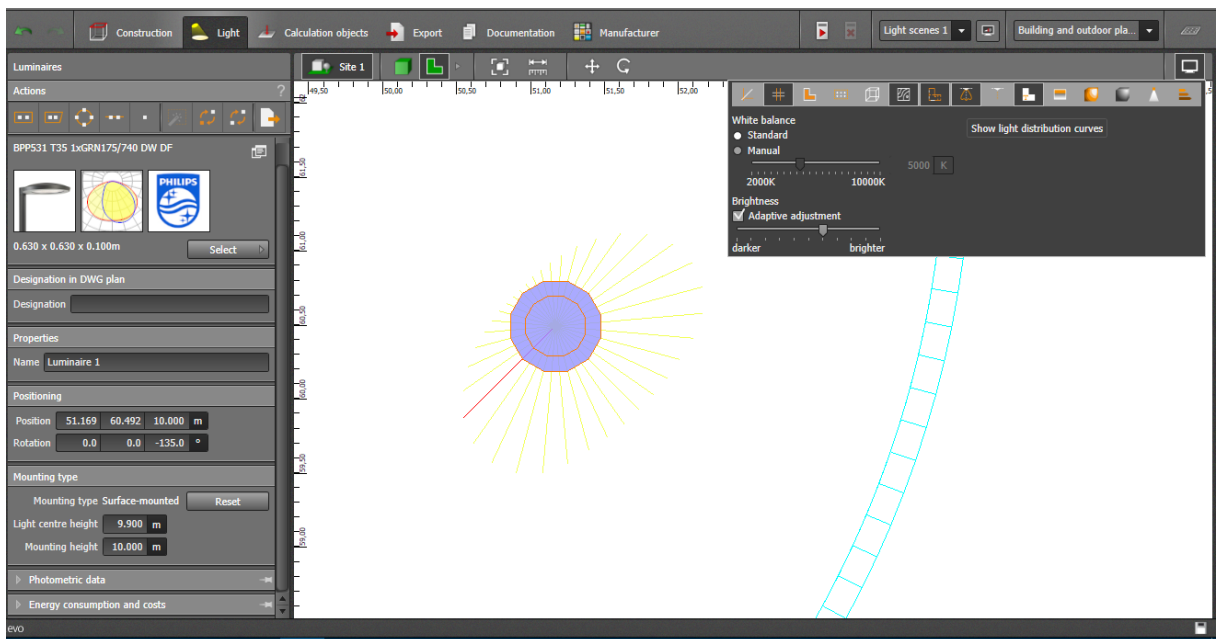 Construction Light Calculation objects Export Documentation Manufacturer Light scenes 1 Building and outdoor pla...
Luminaires Site 1
Actions ?
49,50 50,00 50,50 51,00 51,50 52,00
BPP531 T35 1xGRN175/740 DW DF
PHILIPS
0.630 x 0.630 x 0.100m Select
Designation in DWG plan
Designation
Properties
Name Luminaire 1
Positioning
Position 51.169 60.492 10.000 m
Rotation 0.0 0.0 -135.0 °
Mounting type
Mounting type Surface-mounted Reset
Light centre height 9.900 m
Mounting height 10.000 m
Photometric data
Energy consumption and costs
evo
61,50
61,00
60,50
60,00
59,50
59,00
White balance
Standard
Manual
5000 K
2000K 10000K
Brightness
Adaptive adjustment
darker brighter
Show light distribution curves